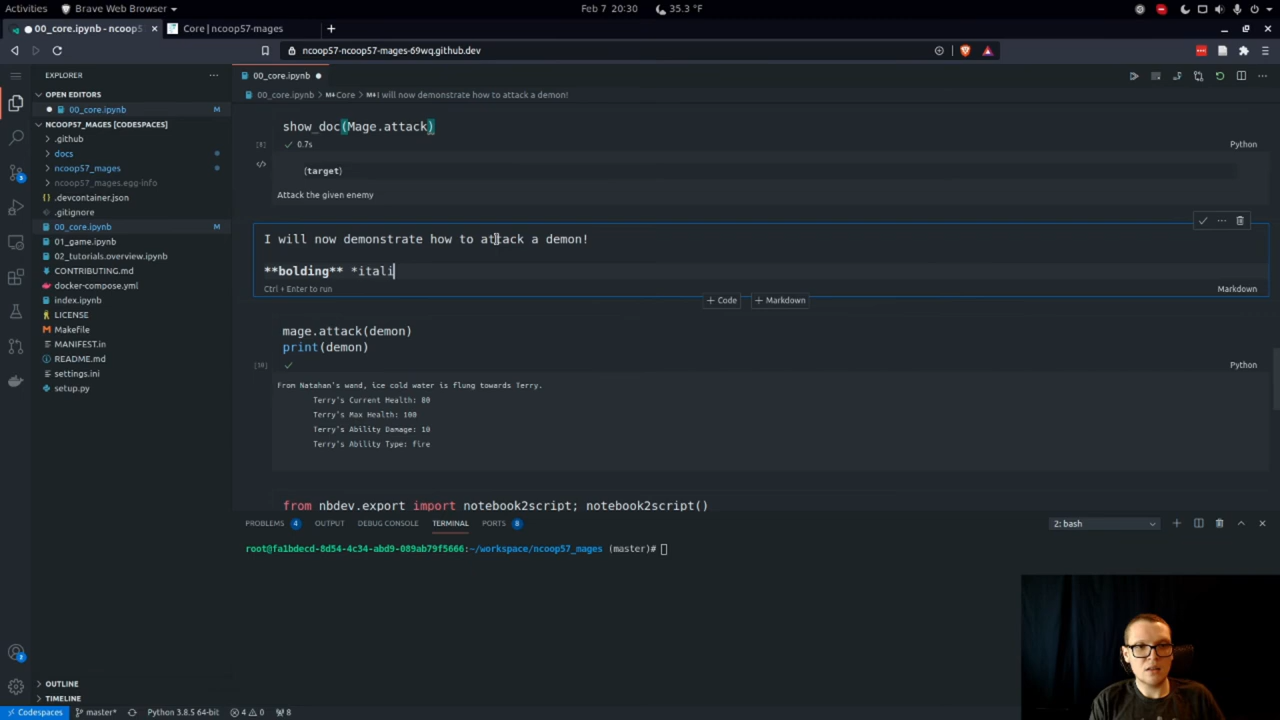 Activities
Brave Web Browser
Feb 7 20:30
35.3 °F
00_core.ipynb - ncoop57-m
Core | ncoop57-mages
ncoop57-ncoop57-mages-69wq.github.dev
EXPLORER
OPEN EDITORS
00_core.ipynb M
NCOOP57_MAGES [CODESPACES]
.github
docs
ncoop57_mages
ncoop57_mages.egg-info
.devcontainer.json
.gitignore
00_core.ipynb M
01_game.ipynb
02_tutorials.overview.ipynb
CONTRIBUTING.md
docker-compose.yml
index.ipynb
LICENSE
Makefile
MANIFEST.in
README.md
settings.ini
setup.py
OUTLINE
TIMELINE
00_core.ipynb
00_core.ipynb > Core > I will now demonstrate how to attack a demon!
show_doc(Mage.attack)
0.7s
Python
(target)
Attack the given enemy
I will now demonstrate how to attack a demon!
**bolding** *itali
Ctrl + Enter to run
Markdown
+ Code
+ Markdown
mage.attack(demon)
print(demon)
[10]
Python
From Natahan's wand, ice cold water is flung towards Terry.
Terry's Current Health: 80
Terry's Max Health: 100
Terry's Ability Damage: 10
Terry's Ability Type: fire
from nbdev.export import notebook2script; notebook2script()
PROBLEMS 4 OUTPUT DEBUG CONSOLE TERMINAL PORTS 8
2: bash
root@fa1bdecd-8d54-4c34-abd9-089ab79f5666:~/workspace/ncoop57_mages (master)#
Codespaces
master*
Python 3.8.5 64-bit
4 0
8